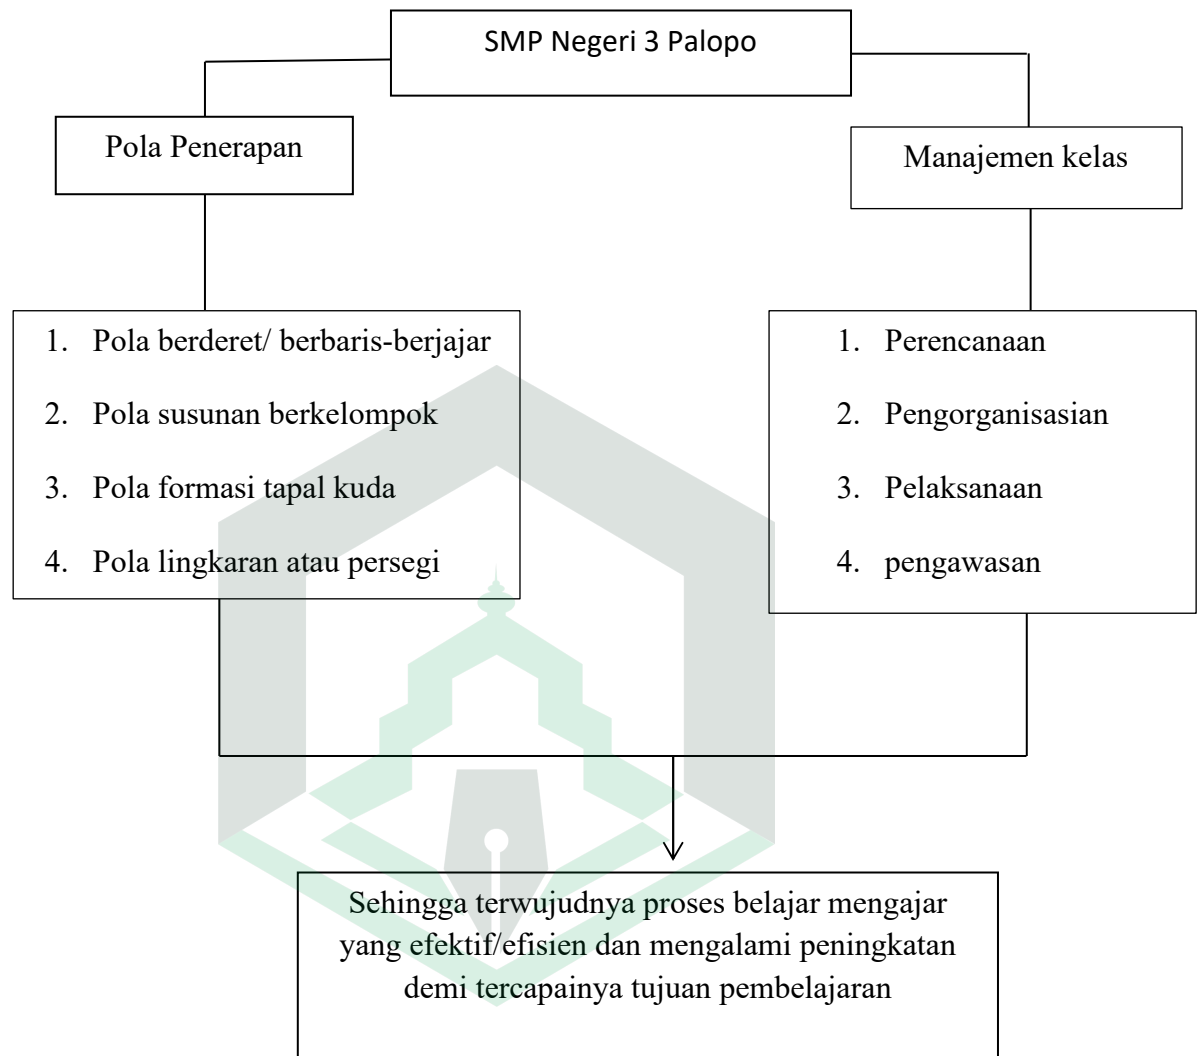 SMP Negeri 3 Palopo
Pola Penerapan
Manajemen kelas
1. Pola berderet/ berbaris-berjajar
2. Pola susunan berkelompok
3. Pola formasi tapal kuda
4. Pola lingkaran atau persegi
1. Perencanaan
2. Pengorganisasian
3. Pelaksanaan
4. pengawasan
Sehingga terwujudnya proses belajar mengajar
yang efektif/efisien dan mengalami peningkatan
demi tercapainya tujuan pembelajaran